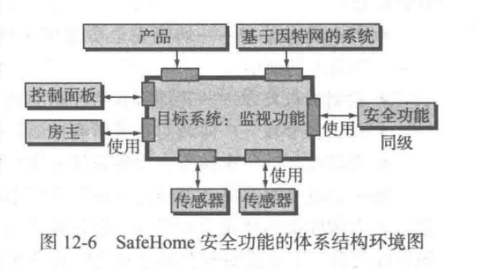 产品
基于因特网的系统
控制面板
目标系统：监视功能
安全功能
房主
使用
使用
同级
使用
传感器
传感器
图 12-6 SafeHome 安全功能的体系结构环境图